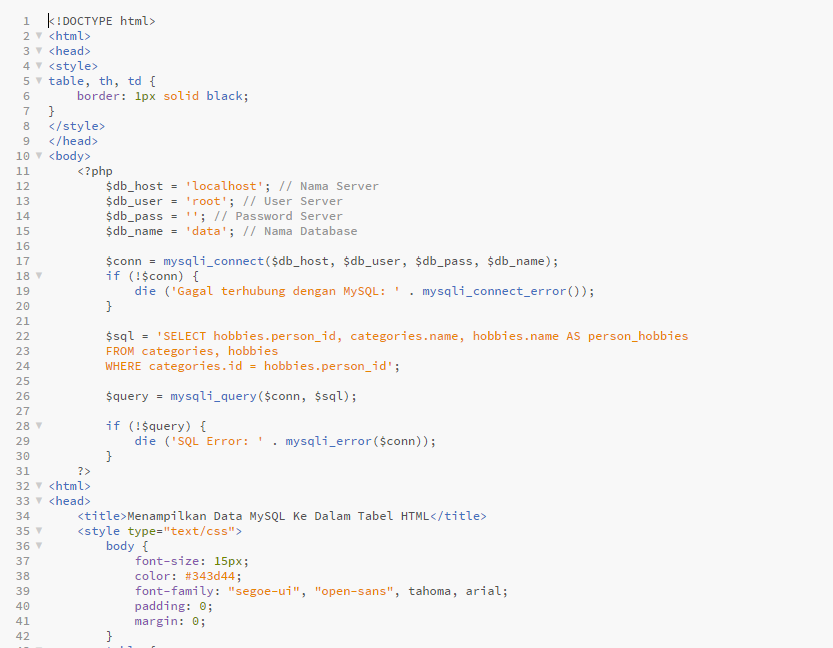 1 <!DOCTYPE html>
2 <html>
3 <head>
4 <style>
5 table, th, td {
6     border: 1px solid black;
7 }
8 </style>
9 </head>
10 <body>
11     <?php
12         $db_host = 'localhost'; // Nama Server
13         $db_user = 'root'; // User Server
14         $db_pass = ''; // Password Server
15         $db_name = 'data'; // Nama Database
16
17         $conn = mysqli_connect($db_host, $db_user, $db_pass, $db_name);
18         if (!$conn) {
19             die ('Gagal terhubung dengan MySQL: ' . mysqli_connect_error());
20         }
21
22         $sql = 'SELECT hobbies.person_id, categories.name, hobbies.name AS person_hobbies
23         FROM categories, hobbies
24         WHERE categories.id = hobbies.person_id';
25
26         $query = mysqli_query($conn, $sql);
27
28         if (!$query) {
29             die ('SQL Error: ' . mysqli_error($conn));
30         }
31     ?>
32 <html>
33 <head>
34     <title>Menampilkan Data MySQL Ke Dalam Tabel HTML</title>
35     <style type="text/css">
36         body {
37             font-size: 15px;
38             color: #343d44;
39             font-family: "segoe-ui", "open-sans", tahoma, arial;
40             padding: 0;
41             margin: 0;
42         }